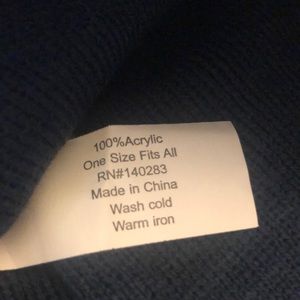 100%Acrylic
One Size Fits All
RN#140283
Made in China
Wash cold
Warm iron